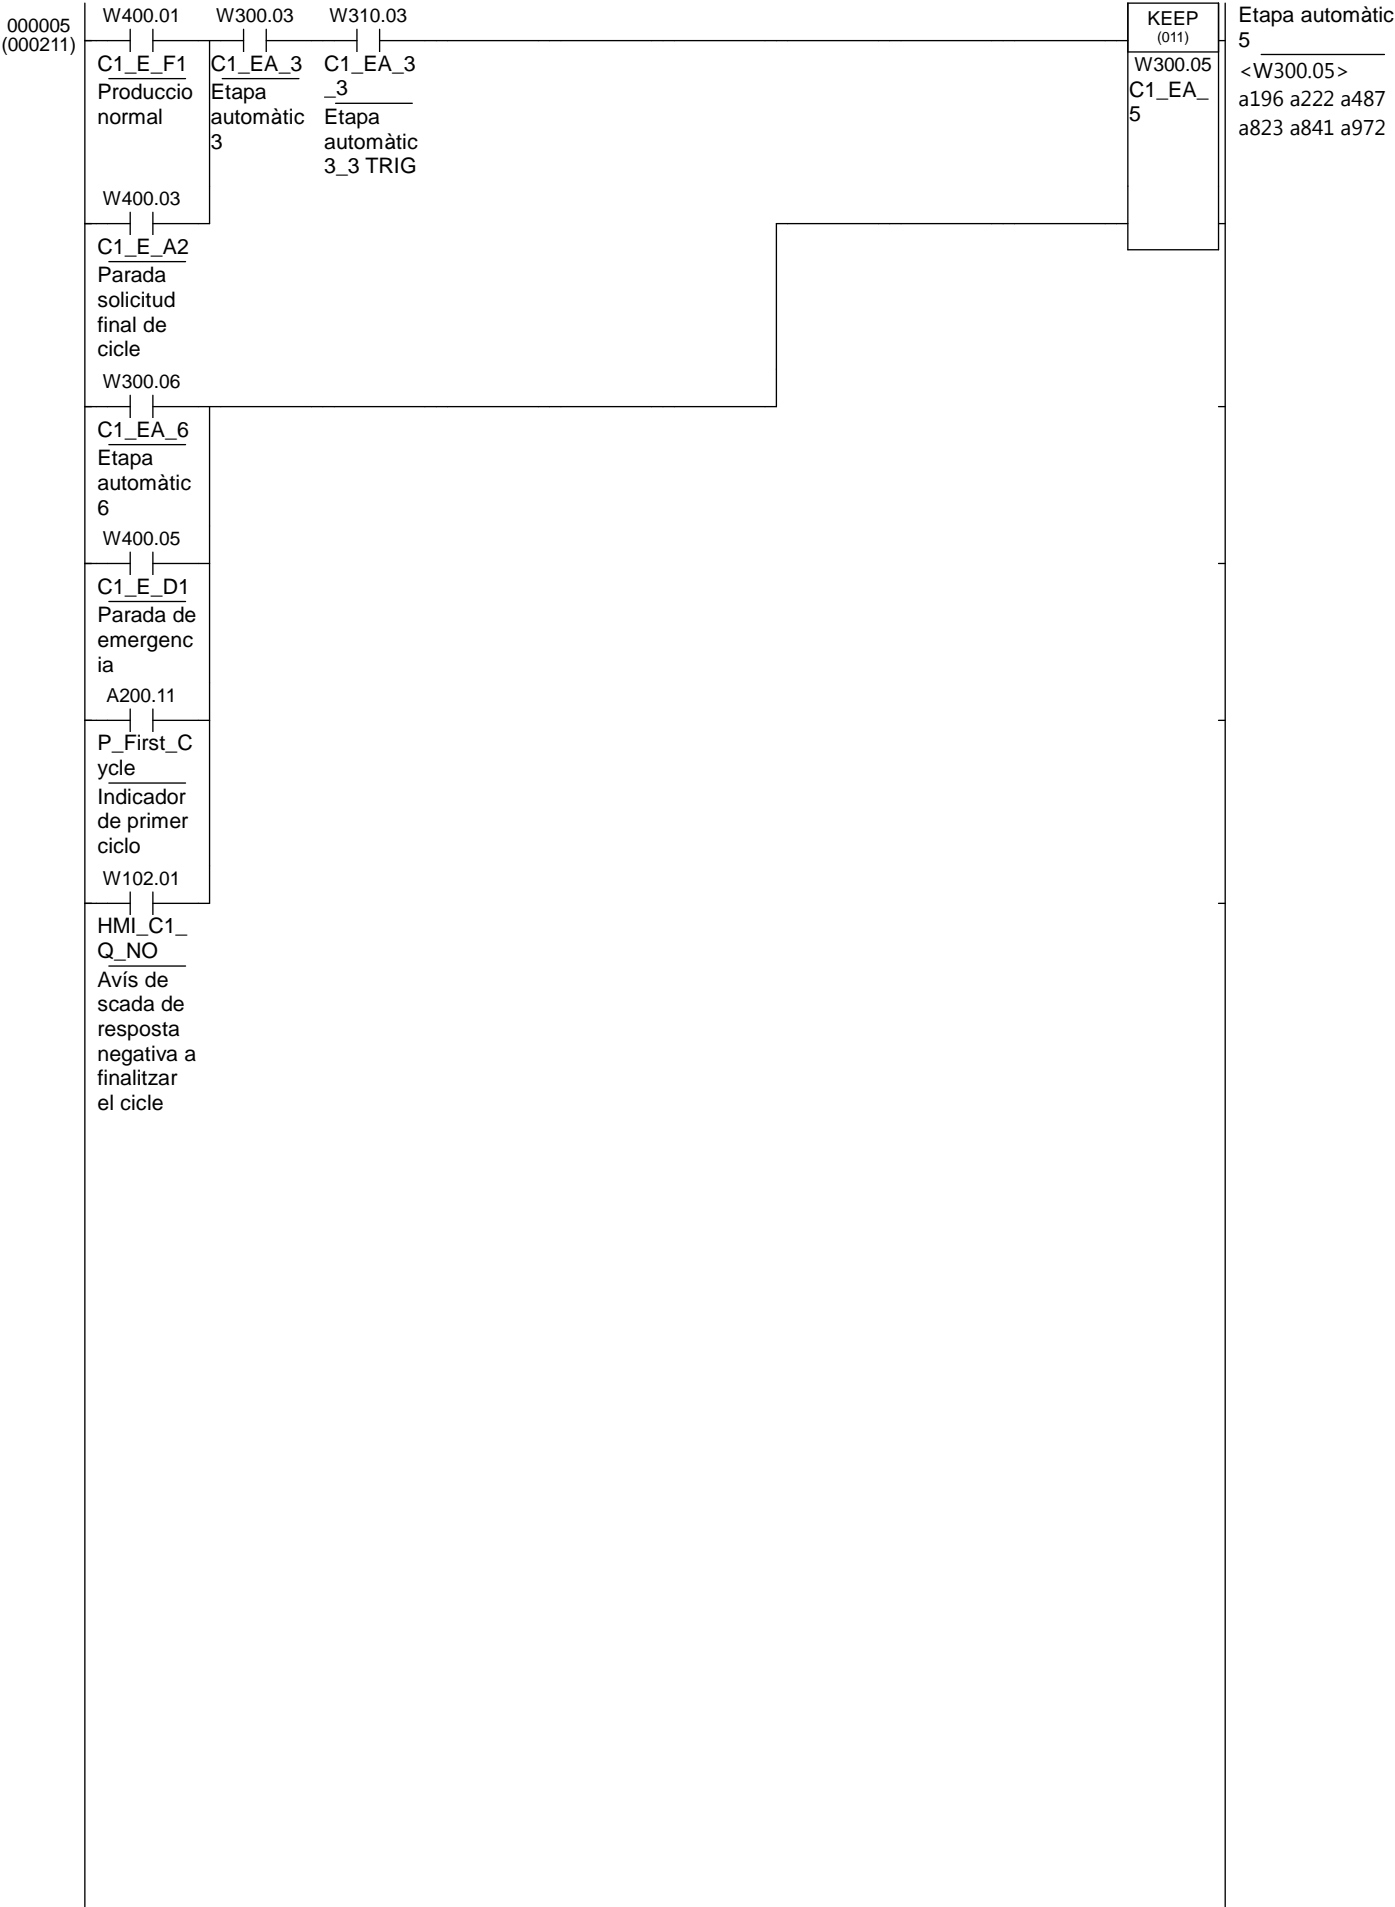 000005
(000211)
W400.01
W300.03
W310.03
C1_E_F1
Produccio
normal
C1_EA_3
Etapa
automàtic
3
C1_EA_3
_3
Etapa
automàtic
3_3 TRIG
KEEP
(011)
W300.05
C1_EA_
5
Etapa automàtic
5
<W300.05>
a196 a222 a487
a823 a841 a972
W400.03
C1_E_A2
Parada
solicitud
final de
cicle
W300.06
C1_EA_6
Etapa
automàtic
6
W400.05
C1_E_D1
Parada de
emergenc
ia
A200.11
P_First_C
ycle
Indicador
de primer
ciclo
W102.01
HMI_C1_
Q_NO
Avís de
scada de
resposta
negativa a
finalitzar
el cicle